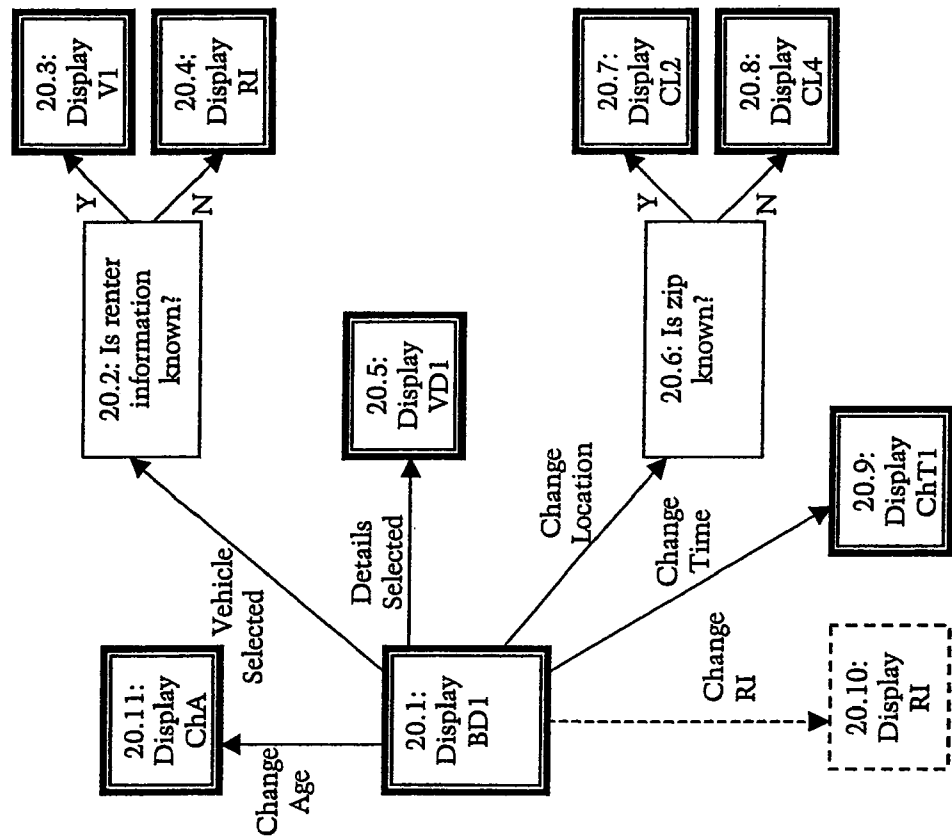 20.11:
Display
ChA
Change
Age
20.1:
Display
BD1
Vehicle
Selected
20.2: Is renter
information
known?
Y
N
20.3:
Display
V1
20.4:
Display
RI
Details
Selected
20.5:
Display
VD1
Change
Location
20.6: Is zip
known?
Y
N
20.7:
Display
CL2
20.8:
Display
CL4
Change
Time
20.9:
Display
ChT1
Change
RI
20.10:
Display
RI